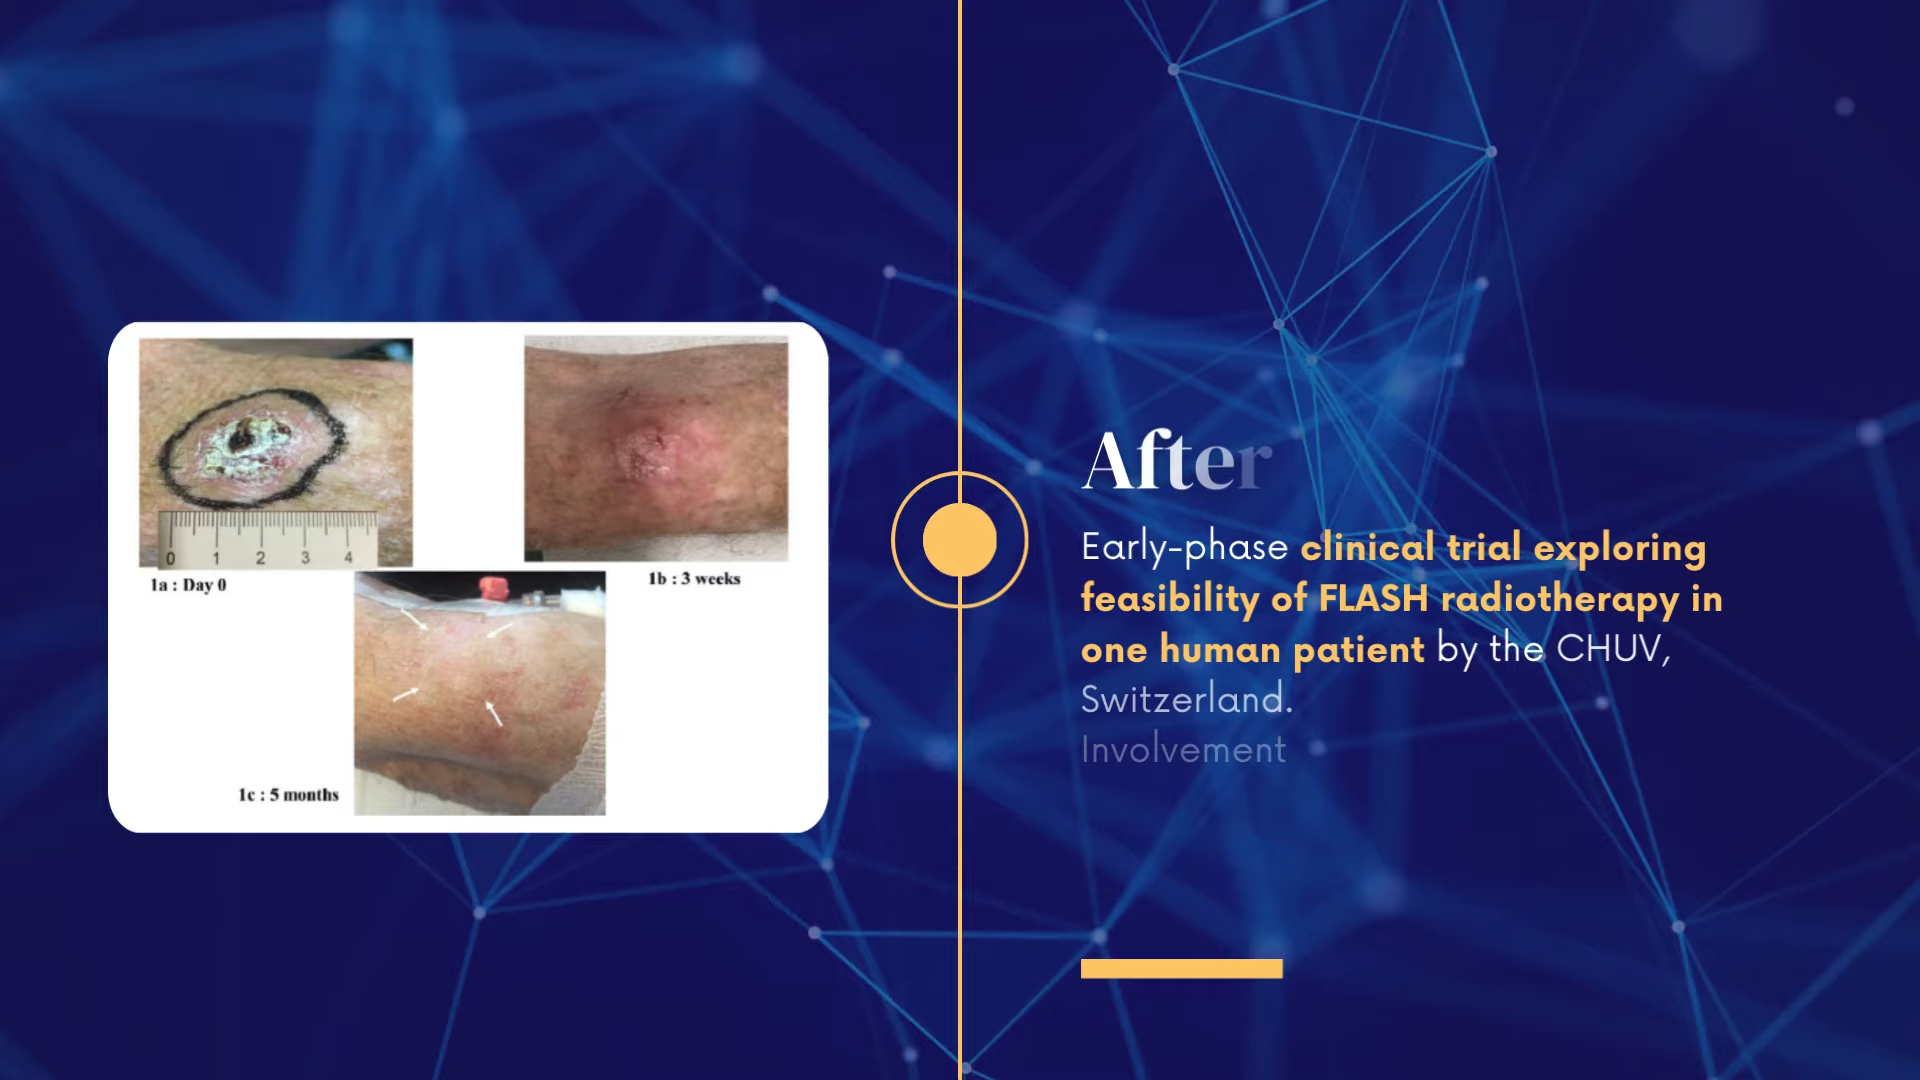 0 1 2 3 4
1a : Day 0
1b : 3 weeks
1c : 5 months
After
Early-phase clinical trial exploring
feasibility of FLASH radiotherapy in
one human patient by the CHUV,
Switzerland.
Involvement